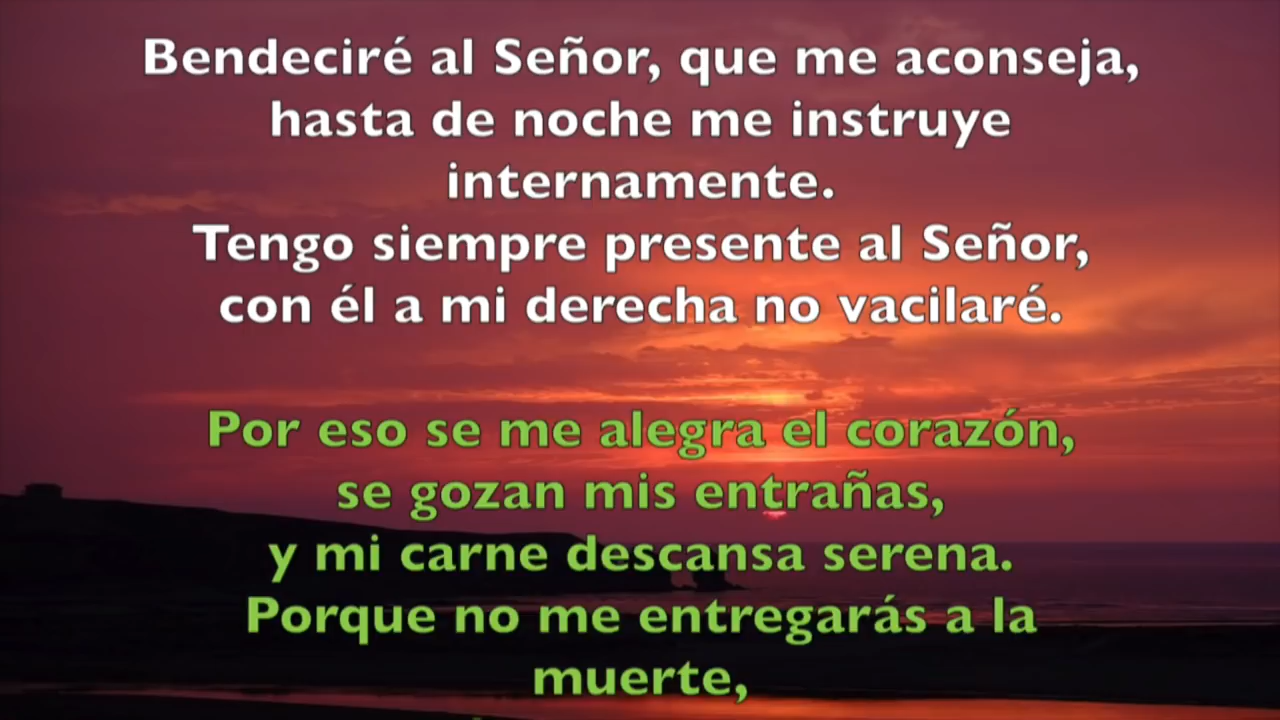 Bendeciré al Señor, que me aconseja,
hasta de noche me instruye
internamente.
Tengo siempre presente al Señor,
con él a mi derecha no vacilaré.
Por eso se me alegra el corazón,
se gozan mis entrañas,
y mi carne descansa serena.
Porque no me entregarás a la
muerte,